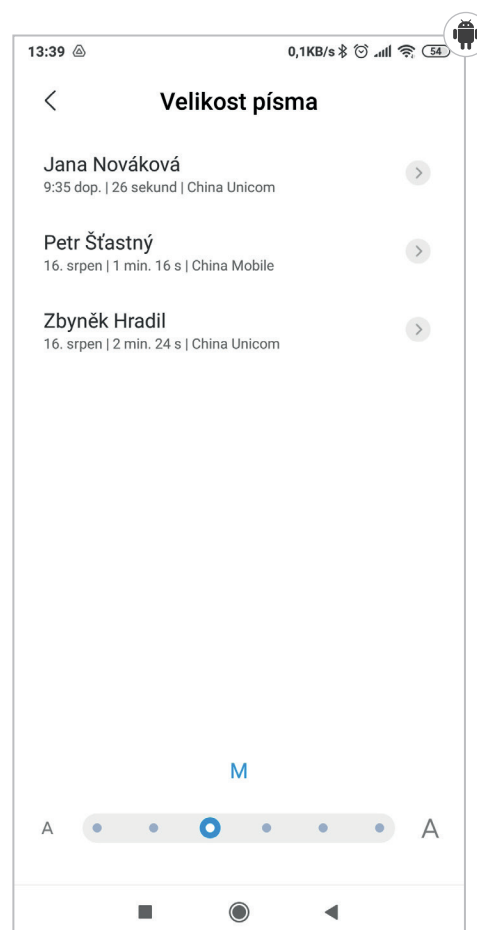 13:39 0,1KB/s 54
Velikost písma
Jana Nováková
9:35 dop. | 26 sekund | China Unicom
Petr Šťastný
16. srpen | 1 min. 16 s | China Mobile
Zbyněk Hradil
16. srpen | 2 min. 24 s | China Unicom
M
A A